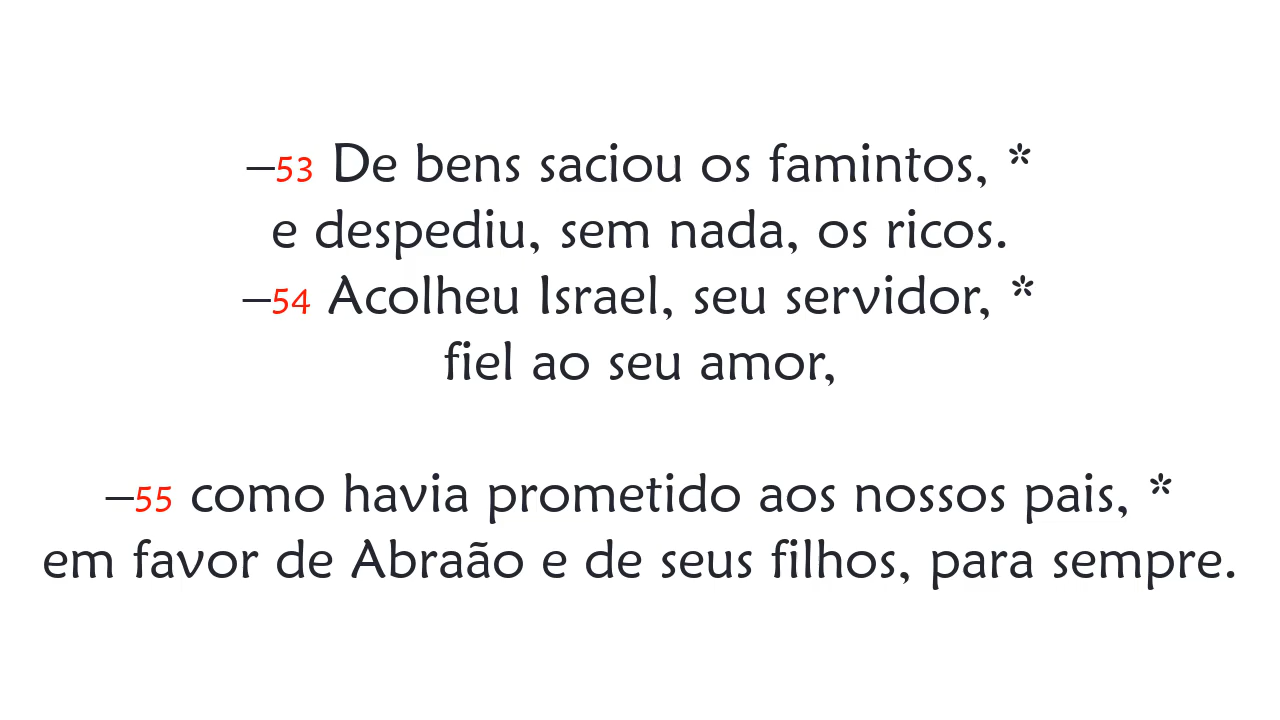 –53 De bens saciou os famintos, *
e despediu, sem nada, os ricos.
–54 Acolheu Israel, seu servidor, *
fiel ao seu amor,
–55 como havia prometido aos nossos pais, *
em favor de Abraão e de seus filhos, para sempre.